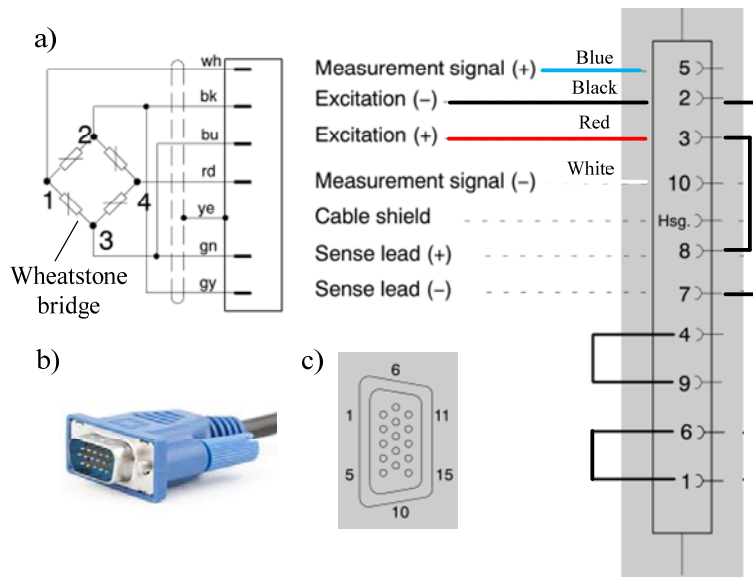 a)
wh
bk
bu
rd
ye
gn
gy
2
1
4
3
Wheatstone
bridge
Measurement signal (+)
Blue
5
Excitation (−)
Black
2
Excitation (+)
Red
3
Measurement signal (−)
White
10
Cable shield
Hsg.
Sense lead (+)
8
Sense lead (−)
7
4
9
6
1
b)
c)
6
1
11
5
15
10